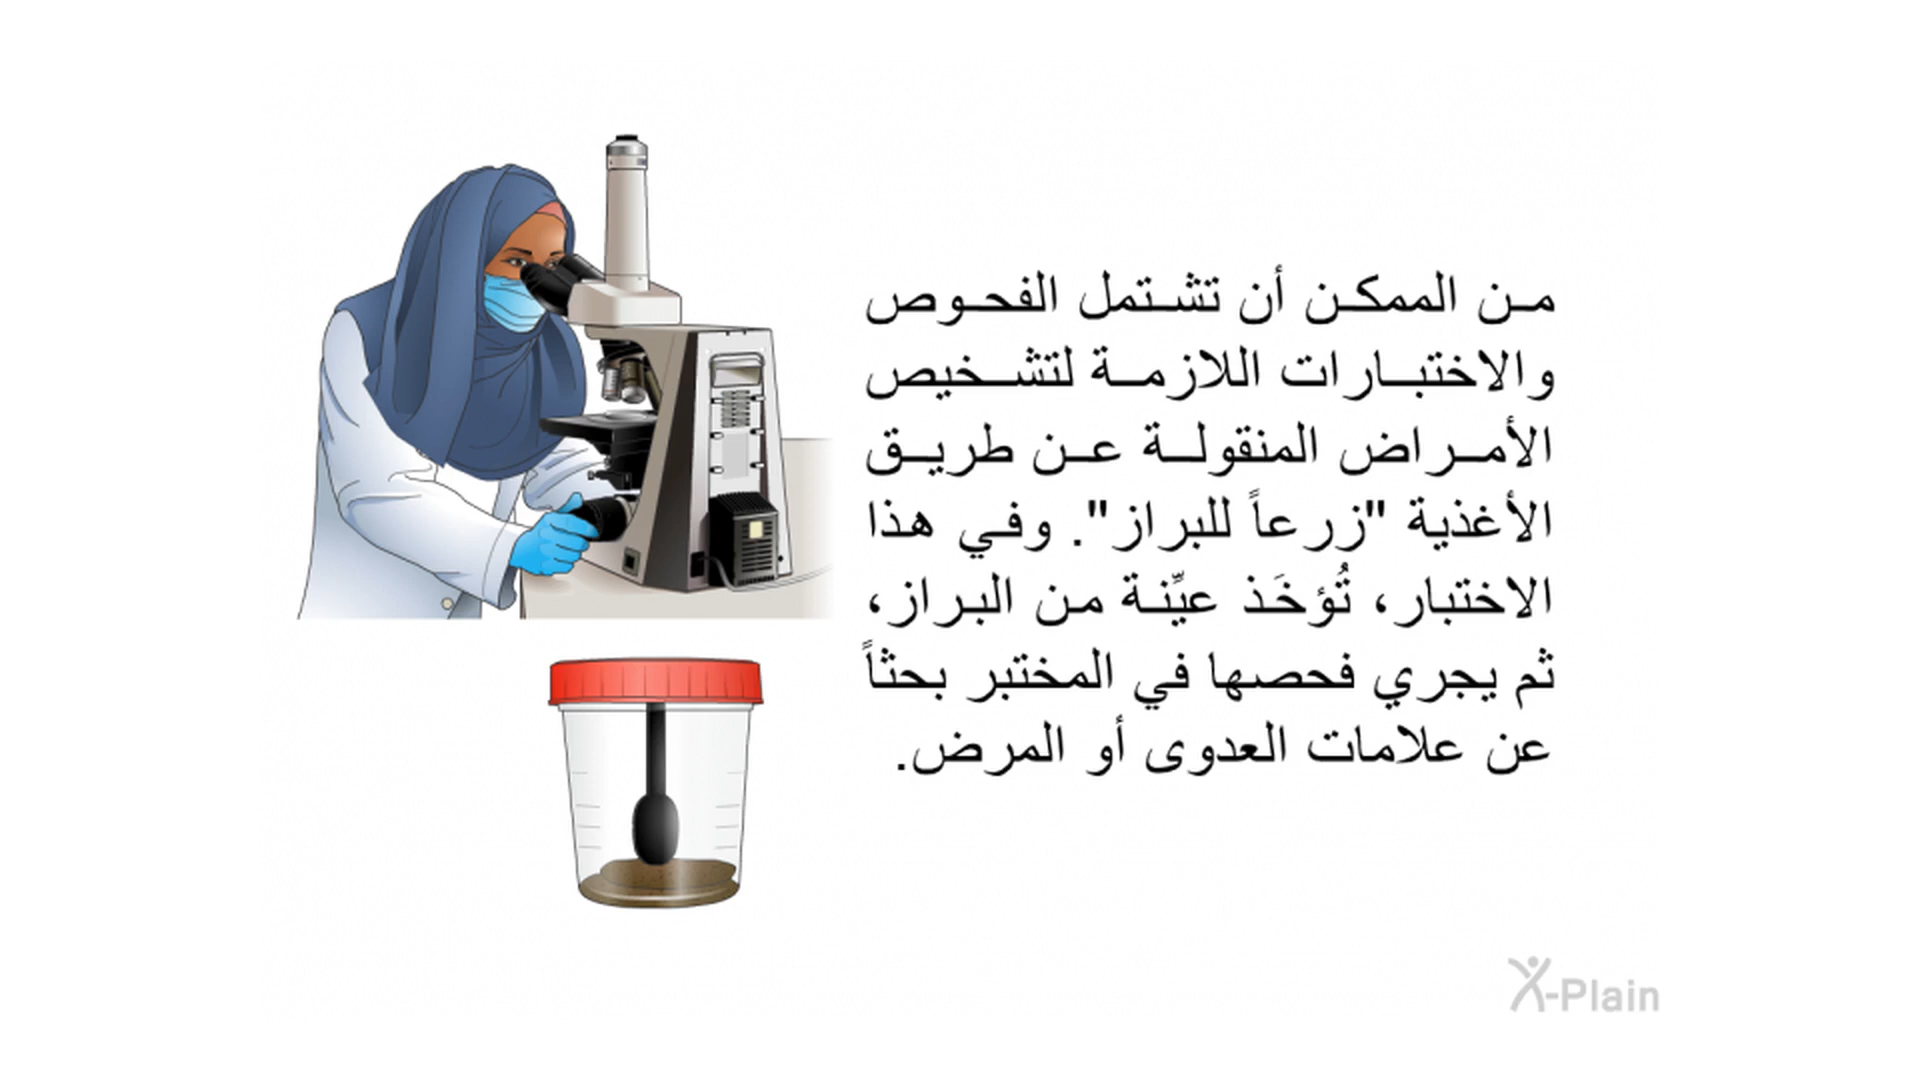 من الممكن أن تشتمل الفحوص
والاختبارات اللازمة لتشخيص
الأمراض المنقولة عن طريق
الأغذية "زرعاً للبراز". وفي هذا
الاختبار، تُؤخَذ عيِّنة من البراز،
ثم يجري فحصها في المختبر بحثاً
عن علامات العدوى أو المرض.
X-Plain